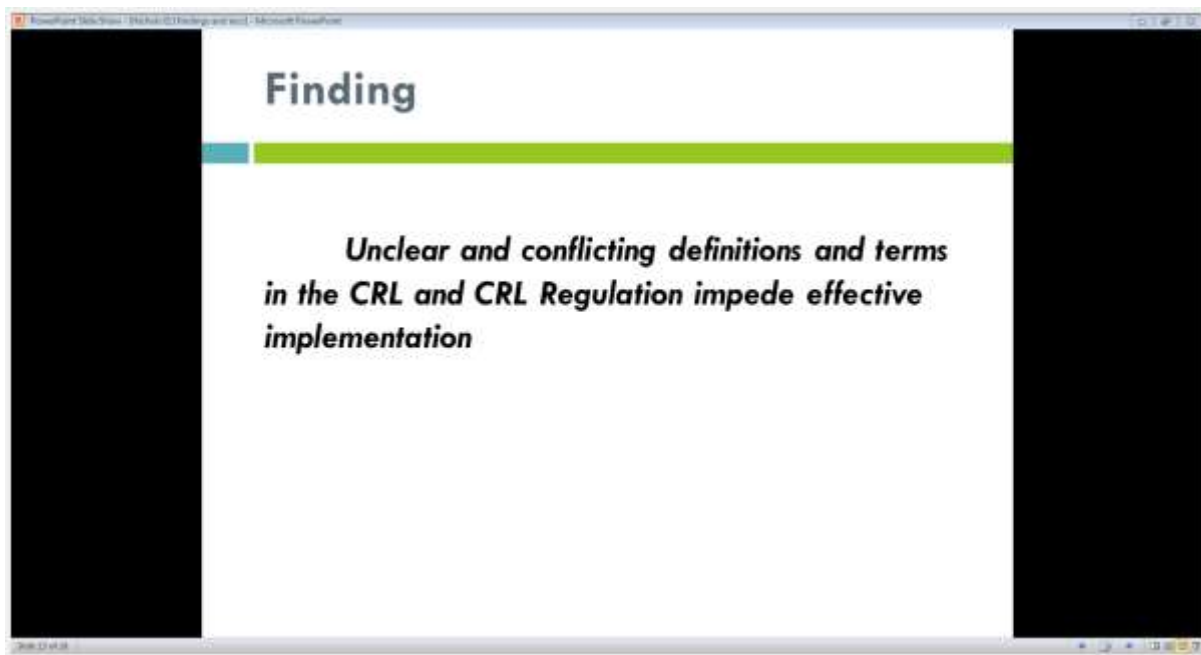 Finding
Unclear and conflicting definitions and terms
in the CRL and CRL Regulation impede effective
implementation